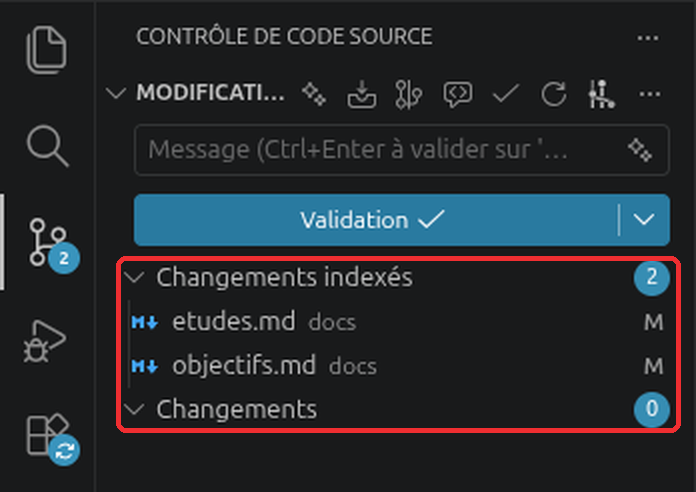 CONTRÔLE DE CODE SOURCE
MODIFICATI...
Message (Ctrl+Enter à valider sur '...
Validation
2
Changements indexés 2
etudes.md docs M
objectifs.md docs M
Changements 0